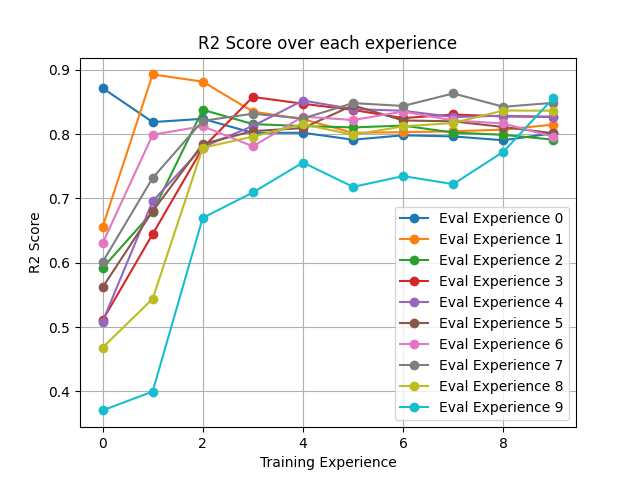 R2 Score over each experience
R2 Score
0.9
0.8
0.7
0.6
0.5
0.4
0
2
4
6
8
Training Experience
Eval Experience 0
Eval Experience 1
Eval Experience 2
Eval Experience 3
Eval Experience 4
Eval Experience 5
Eval Experience 6
Eval Experience 7
Eval Experience 8
Eval Experience 9